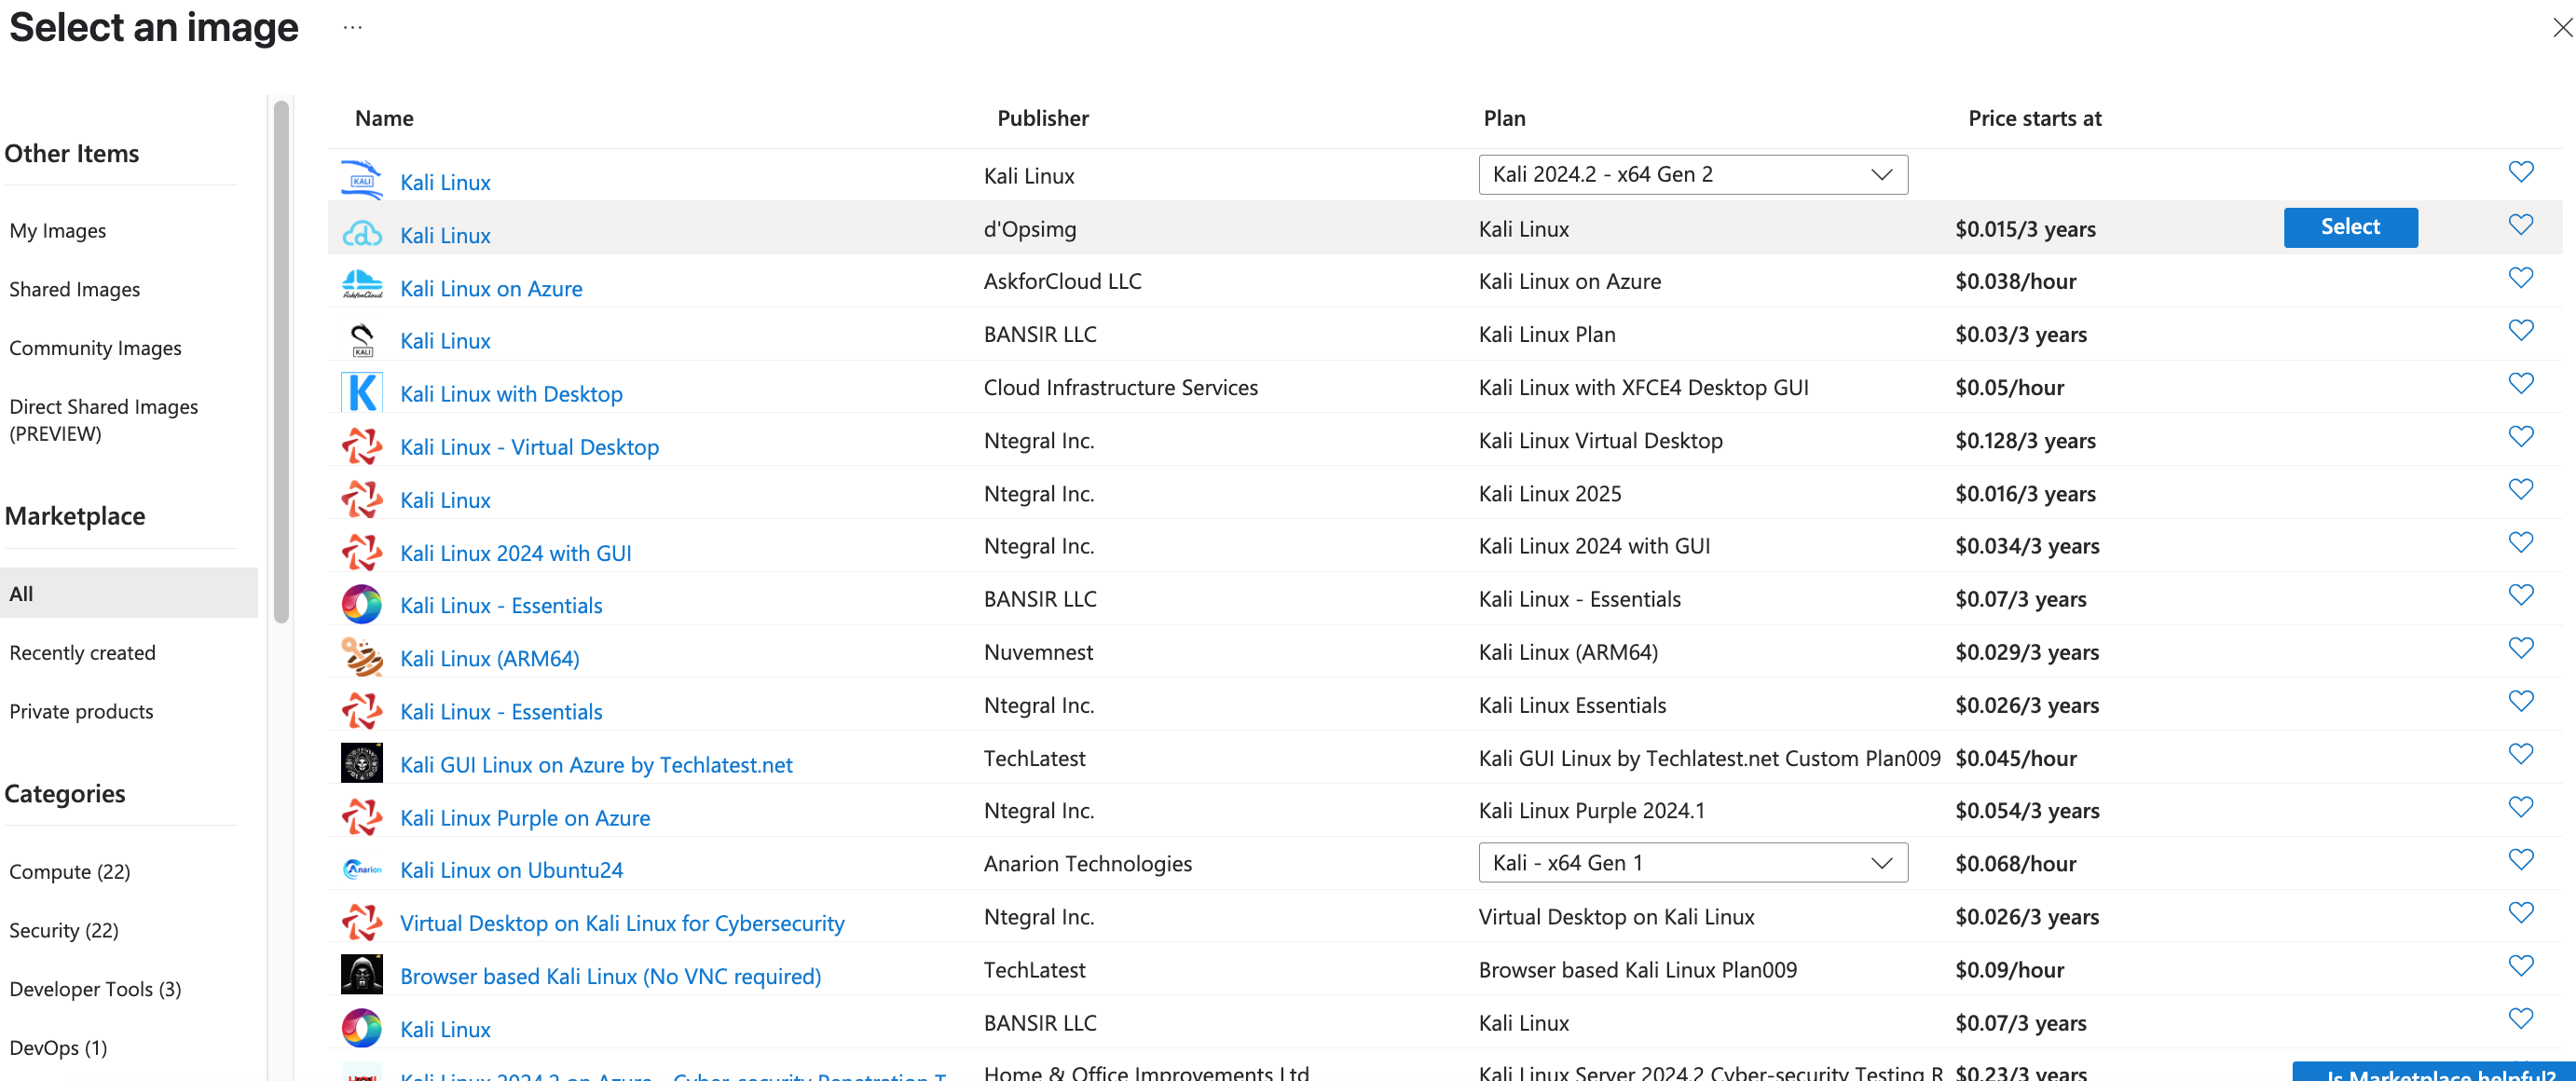 Select an image
...
Other Items
My Images
Shared Images
Community Images
Direct Shared Images
(PREVIEW)
Marketplace
All
Recently created
Private products
Categories
Compute (22)
Security (22)
Developer Tools (3)
DevOps (1)
Name Publisher Plan Price starts at
KALI Kali Linux Kali Linux Kali 2024.2 - x64 Gen 2
Kali Linux d'Opsimg Kali Linux $0.015/3 years Select
AskforCloud Kali Linux on Azure AskforCloud LLC Kali Linux on Azure $0.038/hour
KALI Kali Linux BANSIR LLC Kali Linux Plan $0.03/3 years
K Kali Linux with Desktop Cloud Infrastructure Services Kali Linux with XFCE4 Desktop GUI $0.05/hour
Kali Linux - Virtual Desktop Ntegral Inc. Kali Linux Virtual Desktop $0.128/3 years
Kali Linux Ntegral Inc. Kali Linux 2025 $0.016/3 years
Kali Linux 2024 with GUI Ntegral Inc. Kali Linux 2024 with GUI $0.034/3 years
Kali Linux - Essentials BANSIR LLC Kali Linux - Essentials $0.07/3 years
Kali Linux (ARM64) Nuvemnest Kali Linux (ARM64) $0.029/3 years
Kali Linux - Essentials Ntegral Inc. Kali Linux Essentials $0.026/3 years
Kali GUI Linux on Azure by Techlatest.net TechLatest Kali GUI Linux by Techlatest.net Custom Plan009 $0.045/hour
Kali Linux Purple on Azure Ntegral Inc. Kali Linux Purple 2024.1 $0.054/3 years
Anarion Kali Linux on Ubuntu24 Anarion Technologies Kali - x64 Gen 1 $0.068/hour
Virtual Desktop on Kali Linux for Cybersecurity Ntegral Inc. Virtual Desktop on Kali Linux $0.026/3 years
Browser based Kali Linux (No VNC required) TechLatest Browser based Kali Linux Plan009 $0.09/hour
Kali Linux BANSIR LLC Kali Linux $0.07/3 years
Kali Linux 2024.2 on Azure - Cyber-security Penetration T Home & Office Improvements Ltd Kali Linux Server 2024.2 Cyber-security Testing R $0.23/3 years
Is Marketplace helpful?